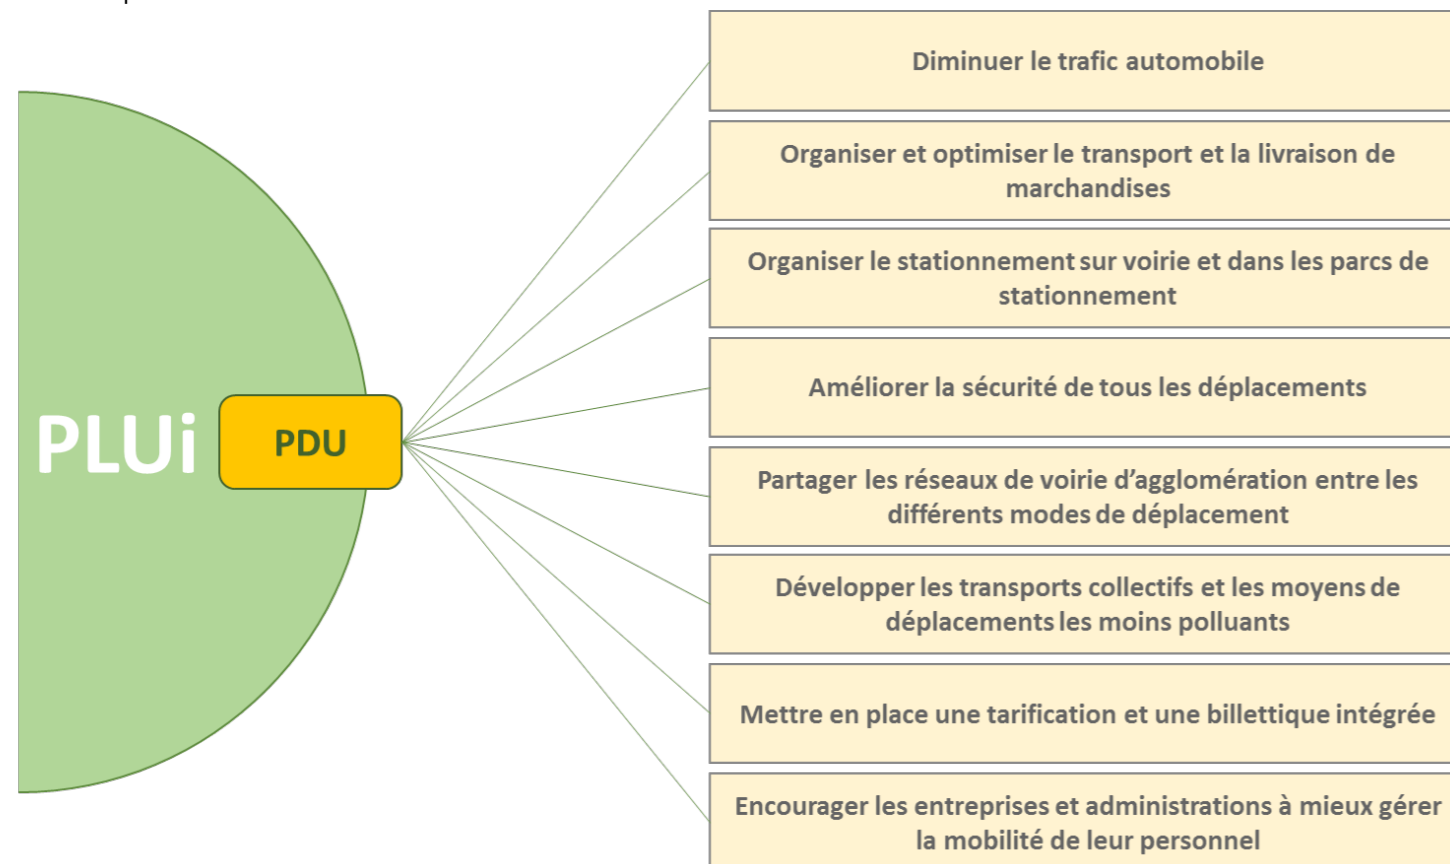 PLUi
PDU
Diminuer le trafic automobile
Organiser et optimiser le transport et la livraison de
marchandises
Organiser le stationnement sur voirie et dans les parcs de
stationnement
Améliorer la sécurité de tous les déplacements
Partager les réseaux de voirie d’agglomération entre les
différents modes de déplacement
Développer les transports collectifs et les moyens de
déplacements les moins polluants
Mettre en place une tarification et une billettique intégrée
Encourager les entreprises et administrations à mieux gérer
la mobilité de leur personnel